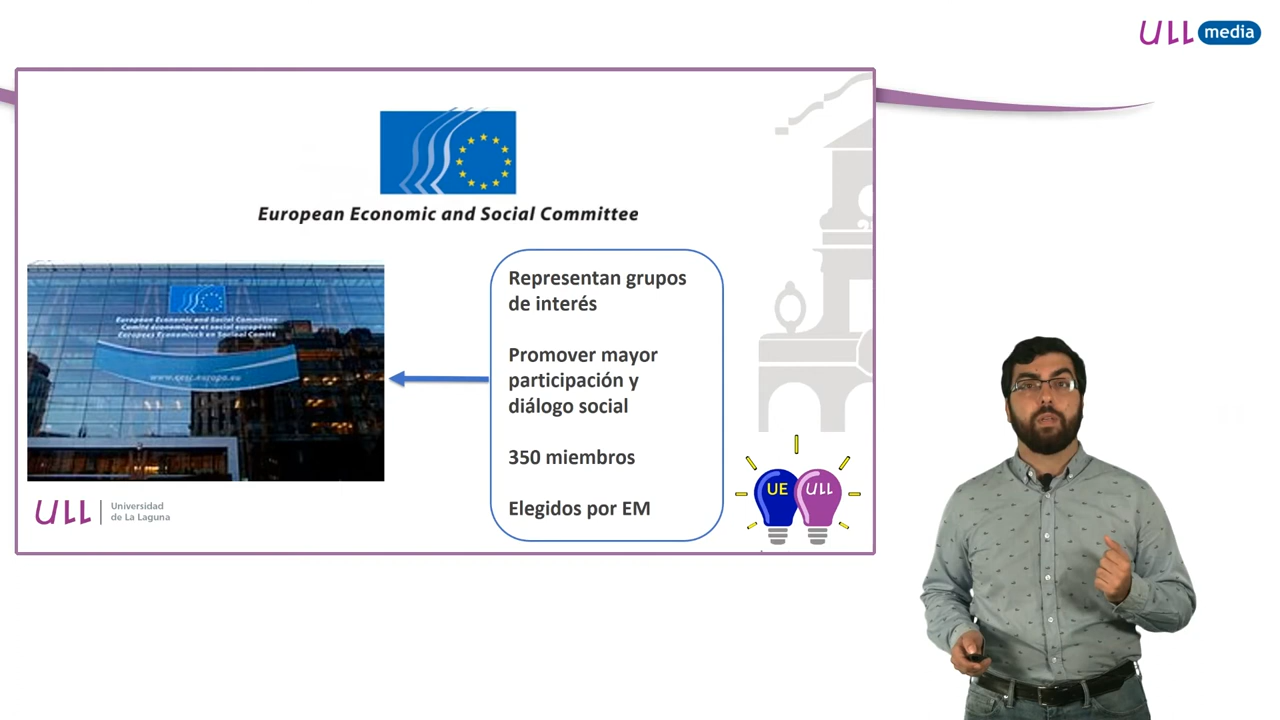 ULL media
European Economic and Social Committee
European Economic and Social Committee
Comité économique et social européen
Europees Economisch en Sociaal Comité
www.eesc.europa.eu
Representan grupos
de interés
Promover mayor
participación y
diálogo social
350 miembros
Elegidos por EM
UE
ULL
ULL
Universidad
de La Laguna